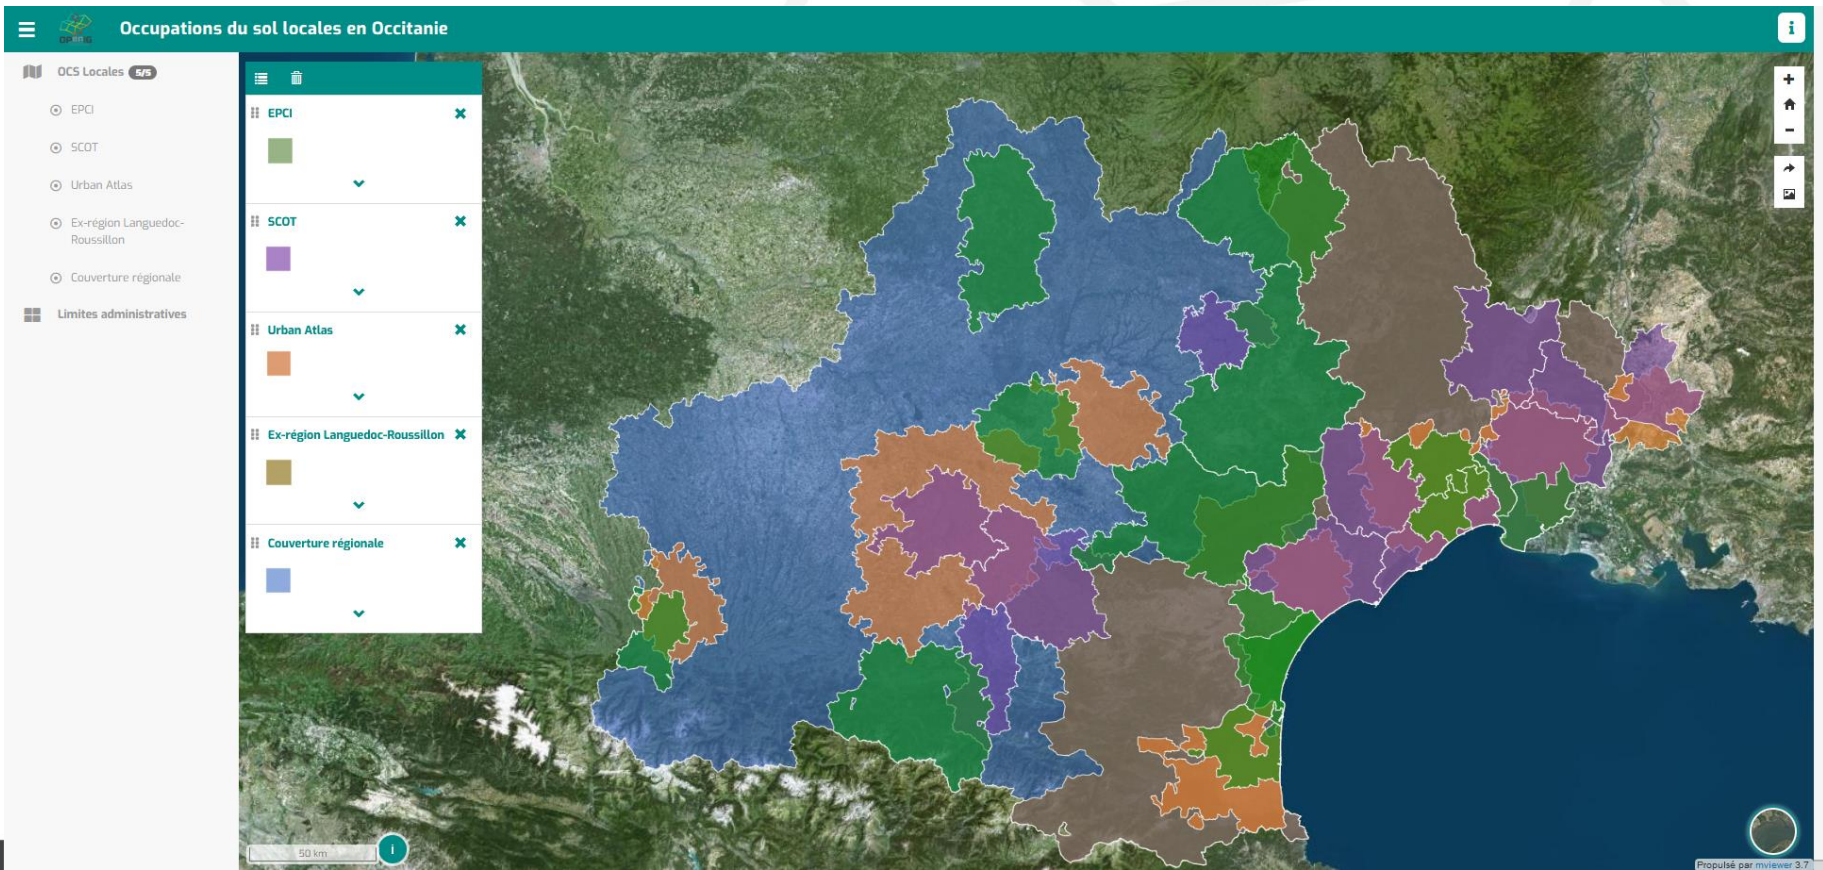 OPenIG
Occupations du sol locales en Occitanie
i
OCS Locales 5/5
EPCI
SCOT
Urban Atlas
Ex-région Languedoc-
Roussillon
Couverture régionale
Limites administratives
EPCI
SCOT
Urban Atlas
Ex-région Languedoc-Roussillon
Couverture régionale
50 km
i
Propulsé par mviewer 3.7